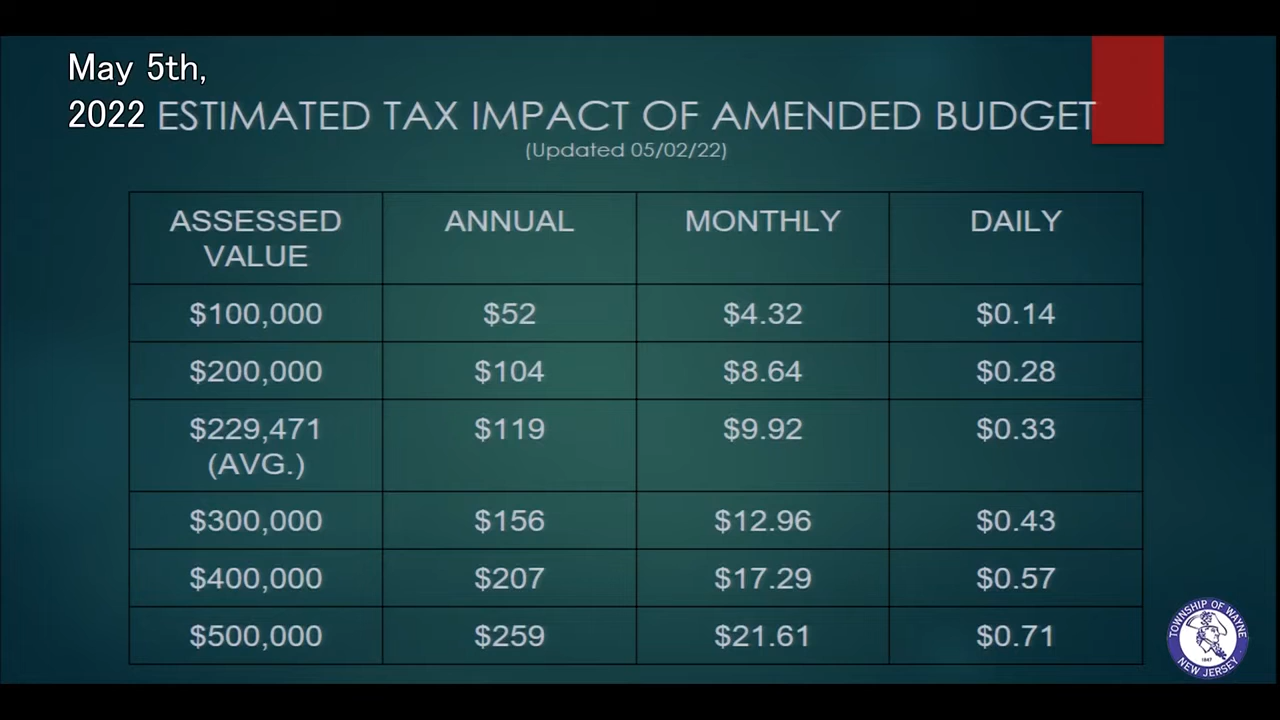 May 5th,
2022
ESTIMATED TAX IMPACT OF AMENDED BUDGET
(Updated 05/02/22)
ASSESSED VALUE ANNUAL MONTHLY DAILY
$100,000 $52 $4.32 $0.14
$200,000 $104 $8.64 $0.28
$229,471 (AVG.) $119 $9.92 $0.33
$300,000 $156 $12.96 $0.43
$400,000 $207 $17.29 $0.57
$500,000 $259 $21.61 $0.71
TOWNSHIP OF WAYNE
1847
NEW JERSEY